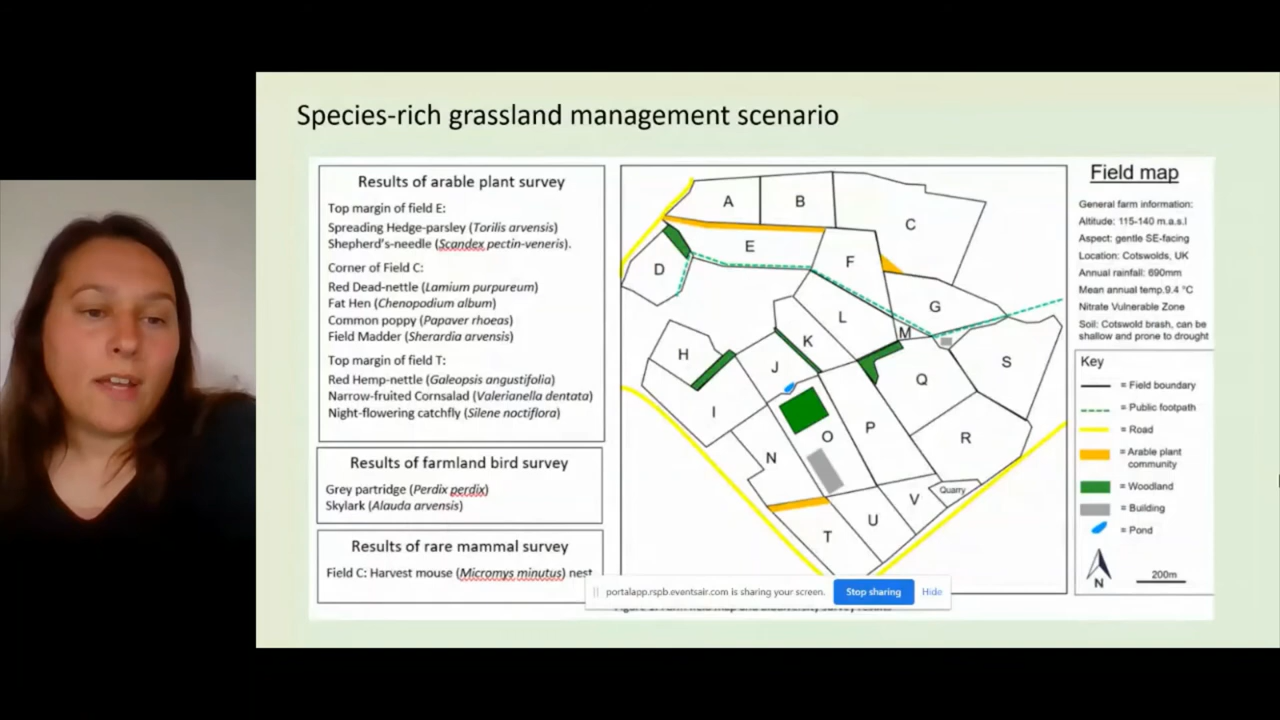 Species-rich grassland management scenario
Results of arable plant survey
Top margin of field E:
Spreading Hedge-parsley (Torilis arvensis)
Shepherd's-needle (Scandex pectin-veneris).
Corner of Field C:
Red Dead-nettle (Lamium purpureum)
Fat Hen (Chenopodium album)
Common poppy (Papaver rhoeas)
Field Madder (Sherardia arvensis)
Top margin of field T:
Red Hemp-nettle (Galeopsis angustifolia)
Narrow-fruited Cornsalad (Valerianella dentata)
Night-flowering catchfly (Silene noctiflora)
Results of farmland bird survey
Grey partridge (Perdix perdix)
Skylark (Alauda arvensis)
Results of rare mammal survey
Field C: Harvest mouse (Micromys minutus) nest
A
B
C
D
E
F
G
H
I
J
K
L
M
N
O
P
Q
R
S
T
U
V
Quarry
Field map
General farm information:
Altitude: 115-140 m.a.s.l
Aspect: gentle SE-facing
Location: Cotswolds, UK
Annual rainfall: 690mm
Mean annual temp.9.4 °C
Nitrate Vulnerable Zone
Soil: Cotswold brash, can be
shallow and prone to drought
Key
= Field boundary
= Public footpath
= Road
= Arable plant
community
= Woodland
= Building
= Pond
N
200m
portalapp.rspb.eventsair.com is sharing your screen.
Stop sharing
Hide